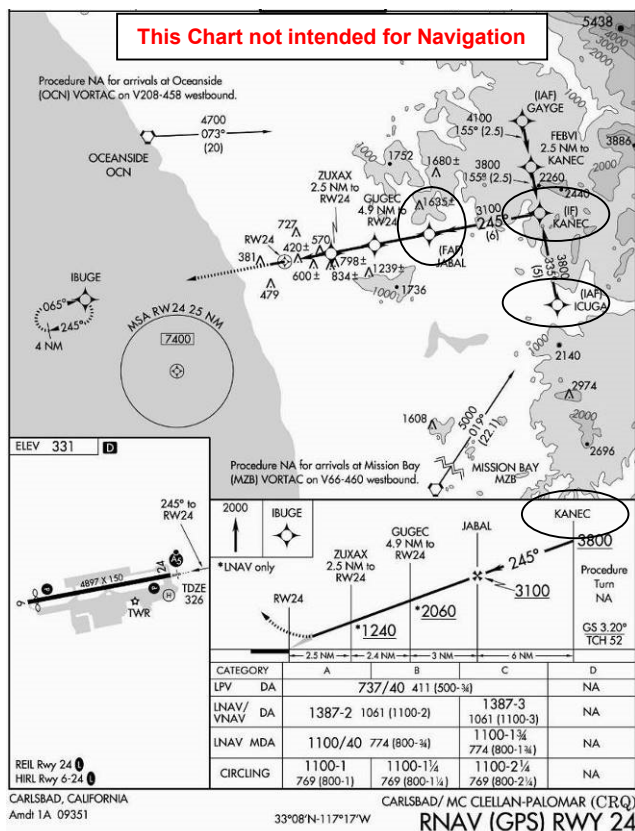 This Chart not intended for Navigation
5438
Procedure NA for arrivals at Oceanside
(OCN) VORTAC on V208-458 westbound.
1000
4700
073°
(20)
OCEANSIDE
OCN
(IAF)
GAYGE
4100
155° (2.5)
FEBVI
2.5 NM to
KANEC
3886
2000
1000
1752
1680±
3800
155° (2.5)
2260
2440
ZUXAX
2.5 NM to
RW24
GUGEC
4.9 NM to
RW24
1635±
3100
245°
(6)
(IF)
KANEC
727
570
RW24
420±
381
(FAF)
JABAL
798±
1239±
600±
834±
479
1000
1736
3800
335°
(5)
(IAF)
ICUGA
IBUGE
065°
245°
4 NM
MSA RW24 25 NM
7400
1000
2140
2974
2000
1608
5000
019°
(22.1)
2696
ELEV 331
D
Procedure NA for arrivals at Mission Bay
(MZB) VORTAC on V66-460 westbound.
MISSION BAY
MZB
245° to
RW24
4897 X 150
24
6
A5
P
P
H
TWR
TDZE
326
REIL Rwy 24 L
HIRL Rwy 6-24 L
2000
IBUGE
*LNAV only
KANEC
JABAL
GUGEC
4.9 NM to
RW24
ZUXAX
2.5 NM to
RW24
RW24
245°
3800
3100
*2060
*1240
Procedure
Turn
NA
GS 3.20°
TCH 52
2.5 NM 2.4 NM 3 NM 6 NM
CATEGORY A B C D
LPV DA 737/40 411 (500-¾) NA
LNAV/
VNAV DA 1387-2 1061 (1100-2) 1387-3
1061 (1100-3) NA
LNAV MDA 1100/40 774 (800-¾) 1100-1¾
774 (800-1¾) NA
CIRCLING 1100-1
769 (800-1) 1100-1¼
769 (800-1¼) 1100-2¼
769 (800-2¼) NA
CARLSBAD, CALIFORNIA
Amdt 1A 09351
33°08'N-117°17'W
CARLSBAD/ MC CLELLAN-PALOMAR (CRQ)
RNAV (GPS) RWY 24